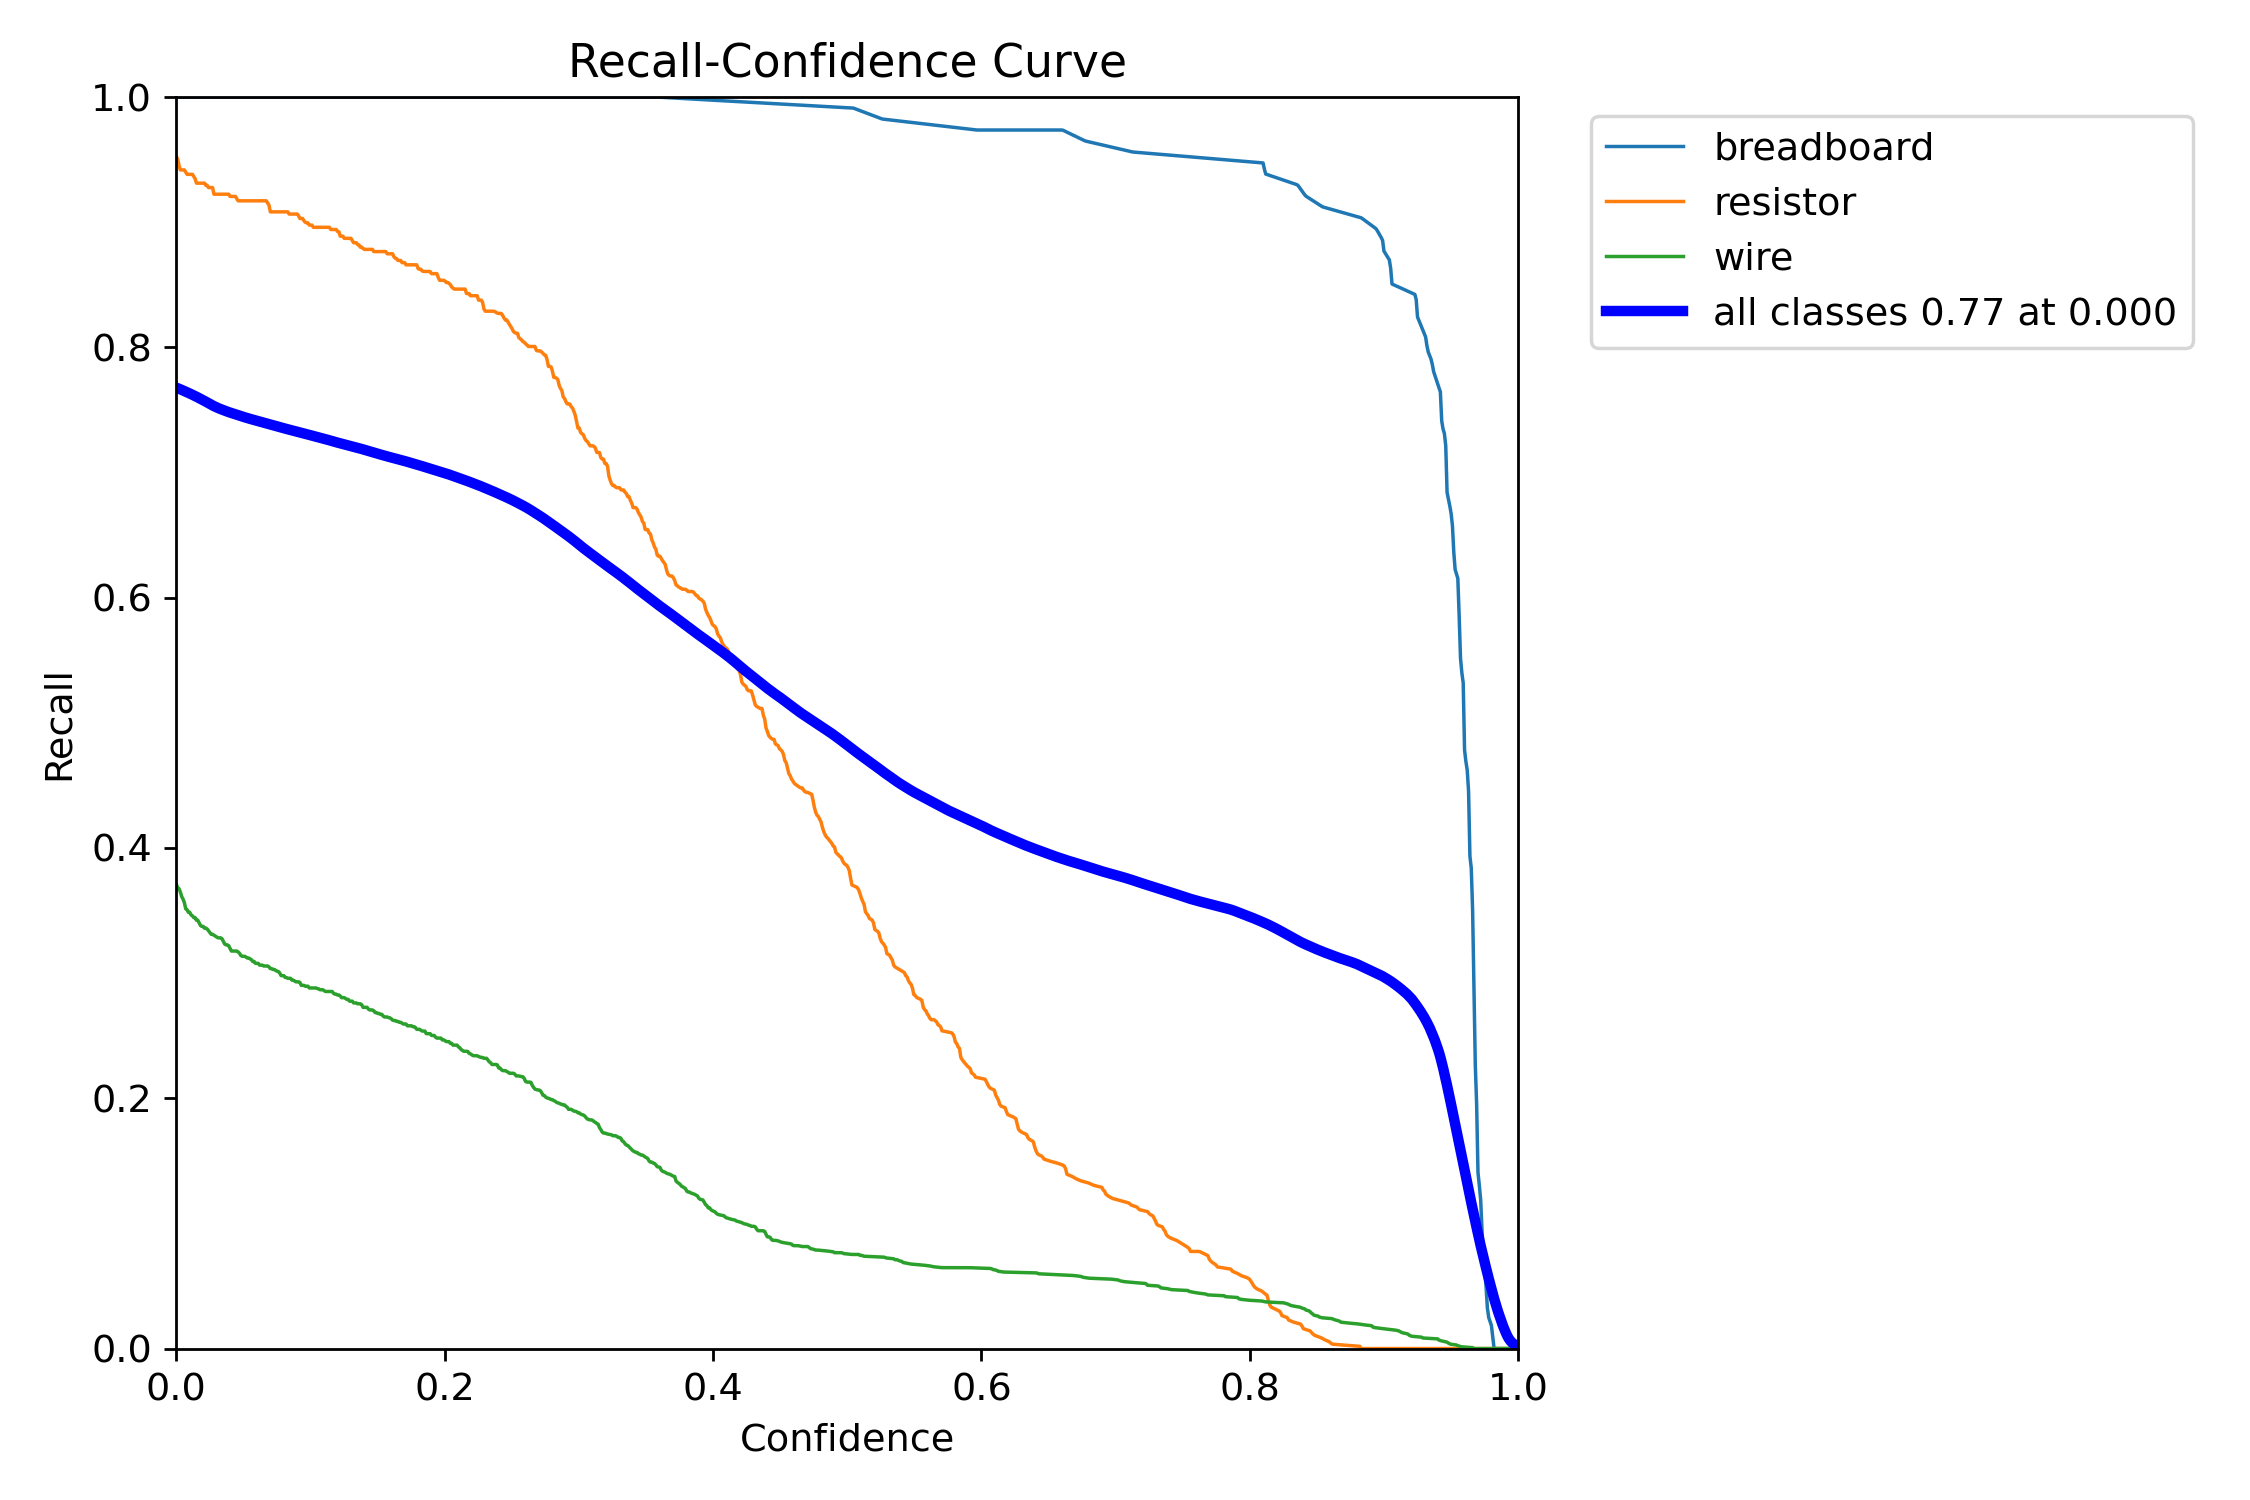 Recall-Confidence Curve
1.0
0.8
0.6
0.4
0.2
0.0
Recall
0.0 0.2 0.4 0.6 0.8 1.0
Confidence
breadboard
resistor
wire
all classes 0.77 at 0.000